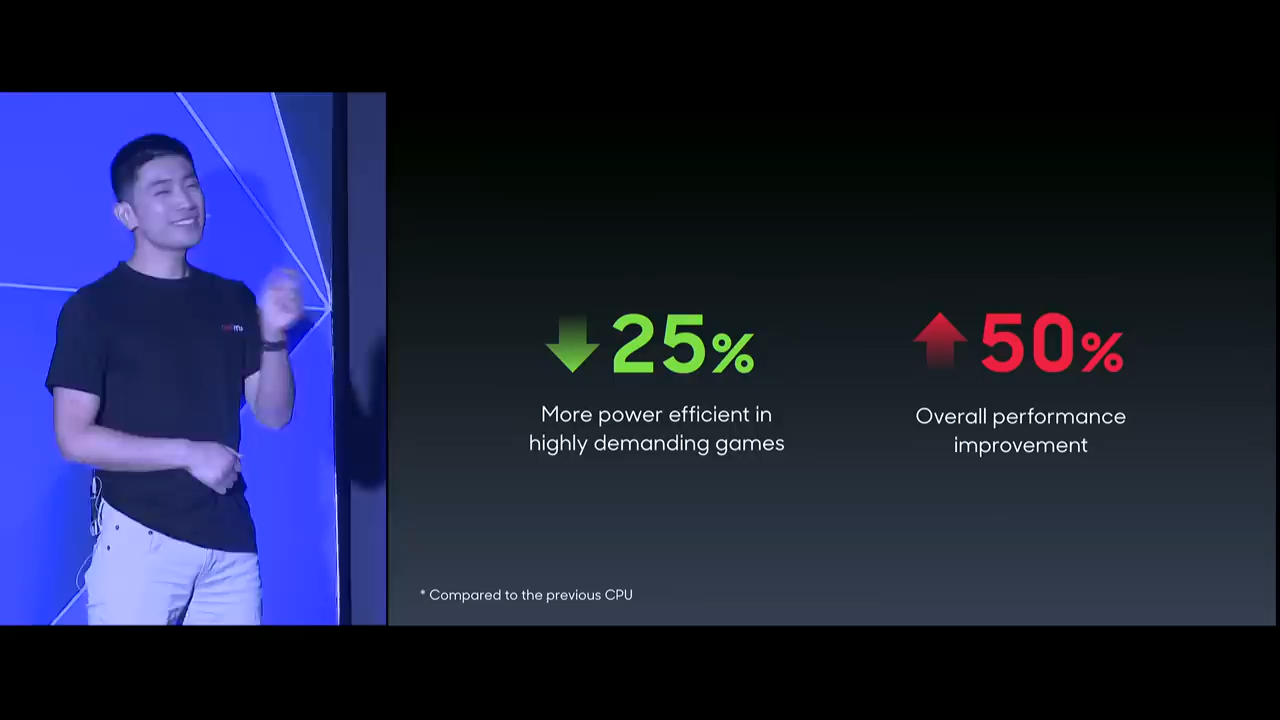 25%
More power efficient in
highly demanding games
50%
Overall performance
improvement
* Compared to the previous CPU